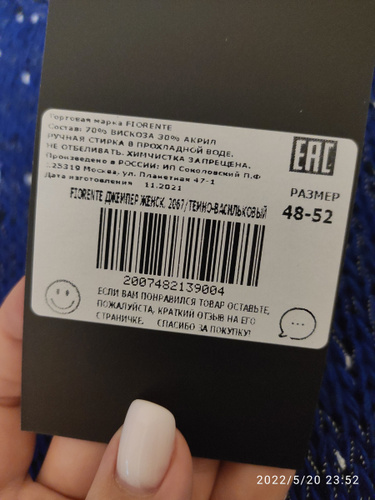 Торговая марка FIORENTE
Состав: 70% ВИСКОЗА 30% АКРИЛ
РУЧНАЯ СТИРКА В ПРОХЛАДНОЙ ВОДЕ.
НЕ ОТБЕЛИВАТЬ. ХИМЧИСТКА ЗАПРЕЩЕНА.
Произведено в РОССИИ: ИП Соколовский П.Ф
125319 Москва, ул. Планетная 47-1
Дата изготовления 11.2021
EAC
РАЗМЕР
48-52
FIORENTE ДЖЕМПЕР ЖЕНСК. 2067/ТЕМНО-ВАСИЛЬКОВЫЙ
2007482139004
ЕСЛИ ВАМ ПОНРАВИЛСЯ ТОВАР ОСТАВЬТЕ,
ПОЖАЛУЙСТА, КРАТКИЙ ОТЗЫВ НА ЕГО
СТРАНИЧКЕ. СПАСИБО ЗА ПОКУПКУ!
2022/5/20 23:52